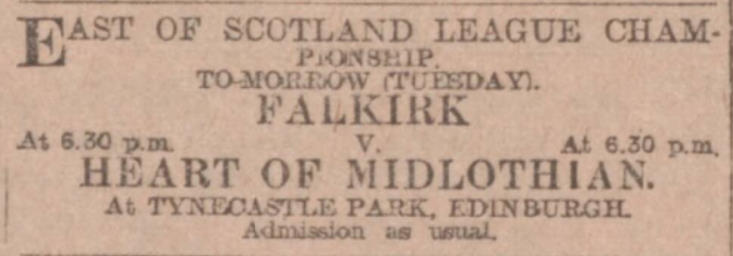 EAST OF SCOTLAND LEAGUE CHAM-
PIONSHIP.
TO-MORROW (TUESDAY).
FALKIRK
At 6.30 p.m. V. At 6.30 p.m.
HEART OF MIDLOTHIAN.
At TYNECASTLE PARK, EDINBURGH.
Admission as usual.